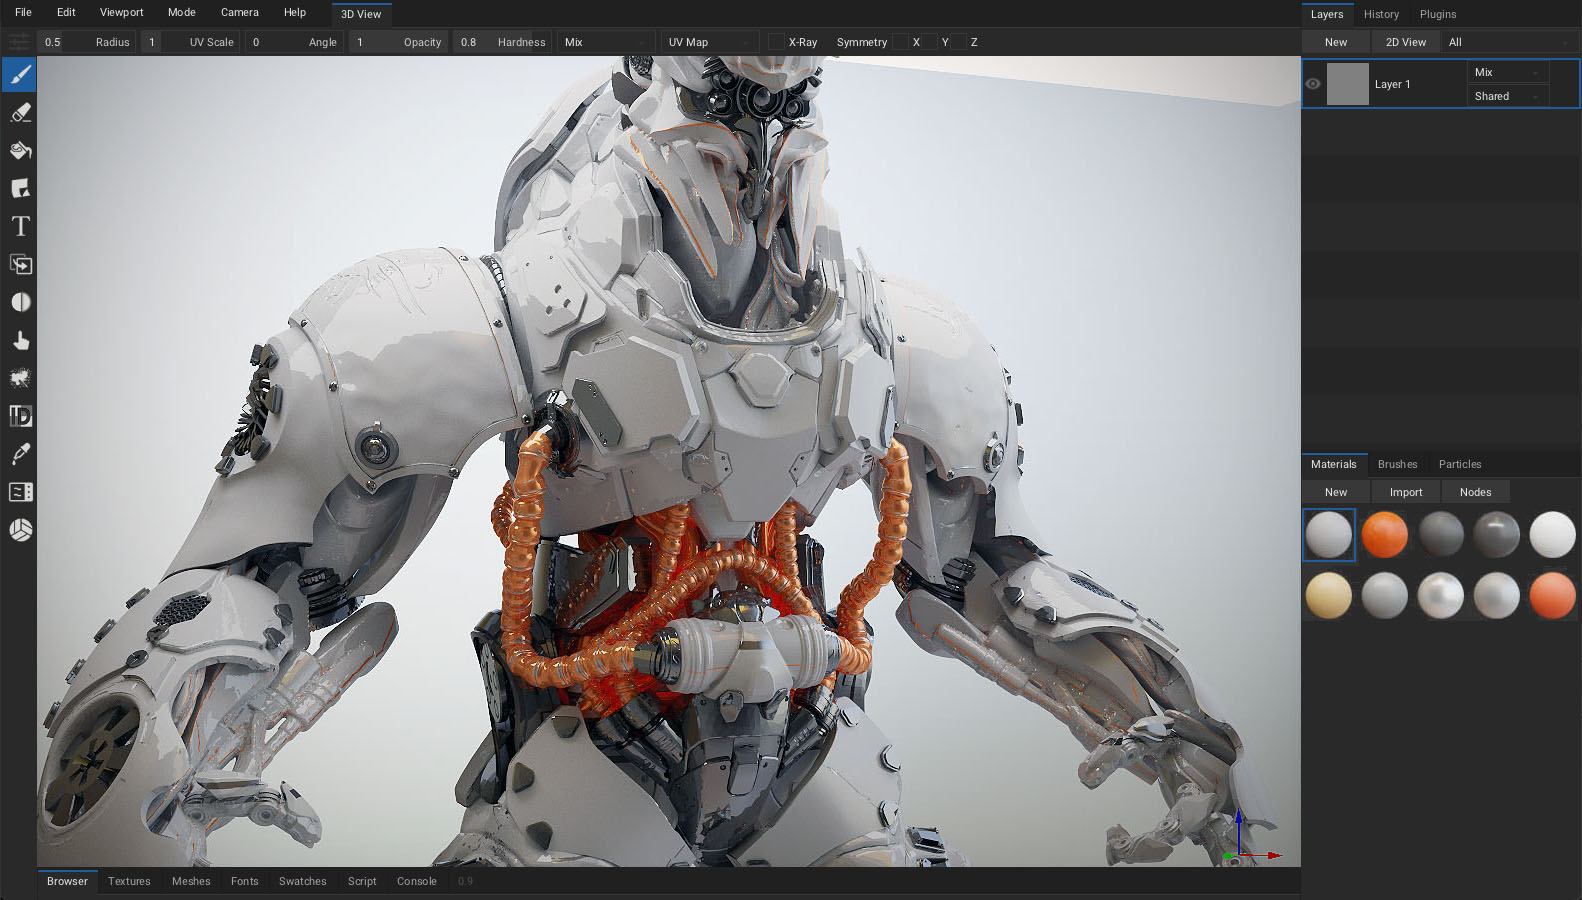 File Edit Viewport Mode Camera Help 3D View
0.5 Radius 1 UV Scale 0 Angle 1 Opacity 0.8 Hardness Mix UV Map X-Ray Symmetry X Y Z
T
ID
Layers History Plugins
New 2D View All
Layer 1 Mix
Shared
Materials Brushes Particles
New Import Nodes
Browser Textures Meshes Fonts Swatches Script Console 0.9